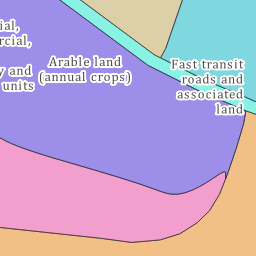 ial,
rcial,
y and
units
Arable land
(annual crops)
Fast transit
roads and
associated
land